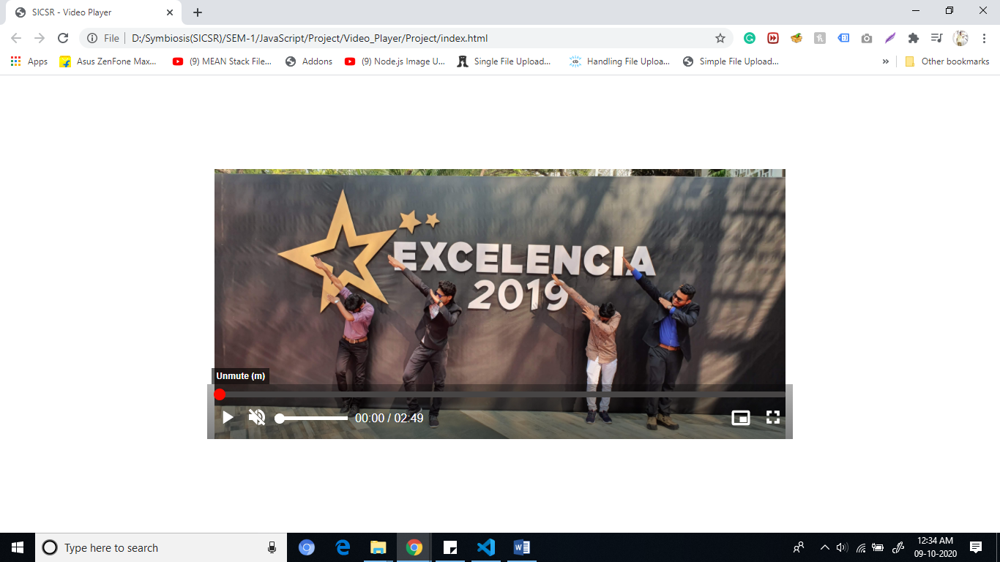 SICSR - Video Player
File | D:/Symbiosis(SICSR)/SEM-1/JavaScript/Project/Video_Player/Project/index.html
Apps Asus ZenFone Max... (9) MEAN Stack File... Addons (9) Node.js Image U... Single File Upload... Handling File Uploa... Simple File Upload... » Other bookmarks
EXCELENCIA
2019
Unmute (m)
00:00 / 02:49
Type here to search
12:34 AM
09-10-2020